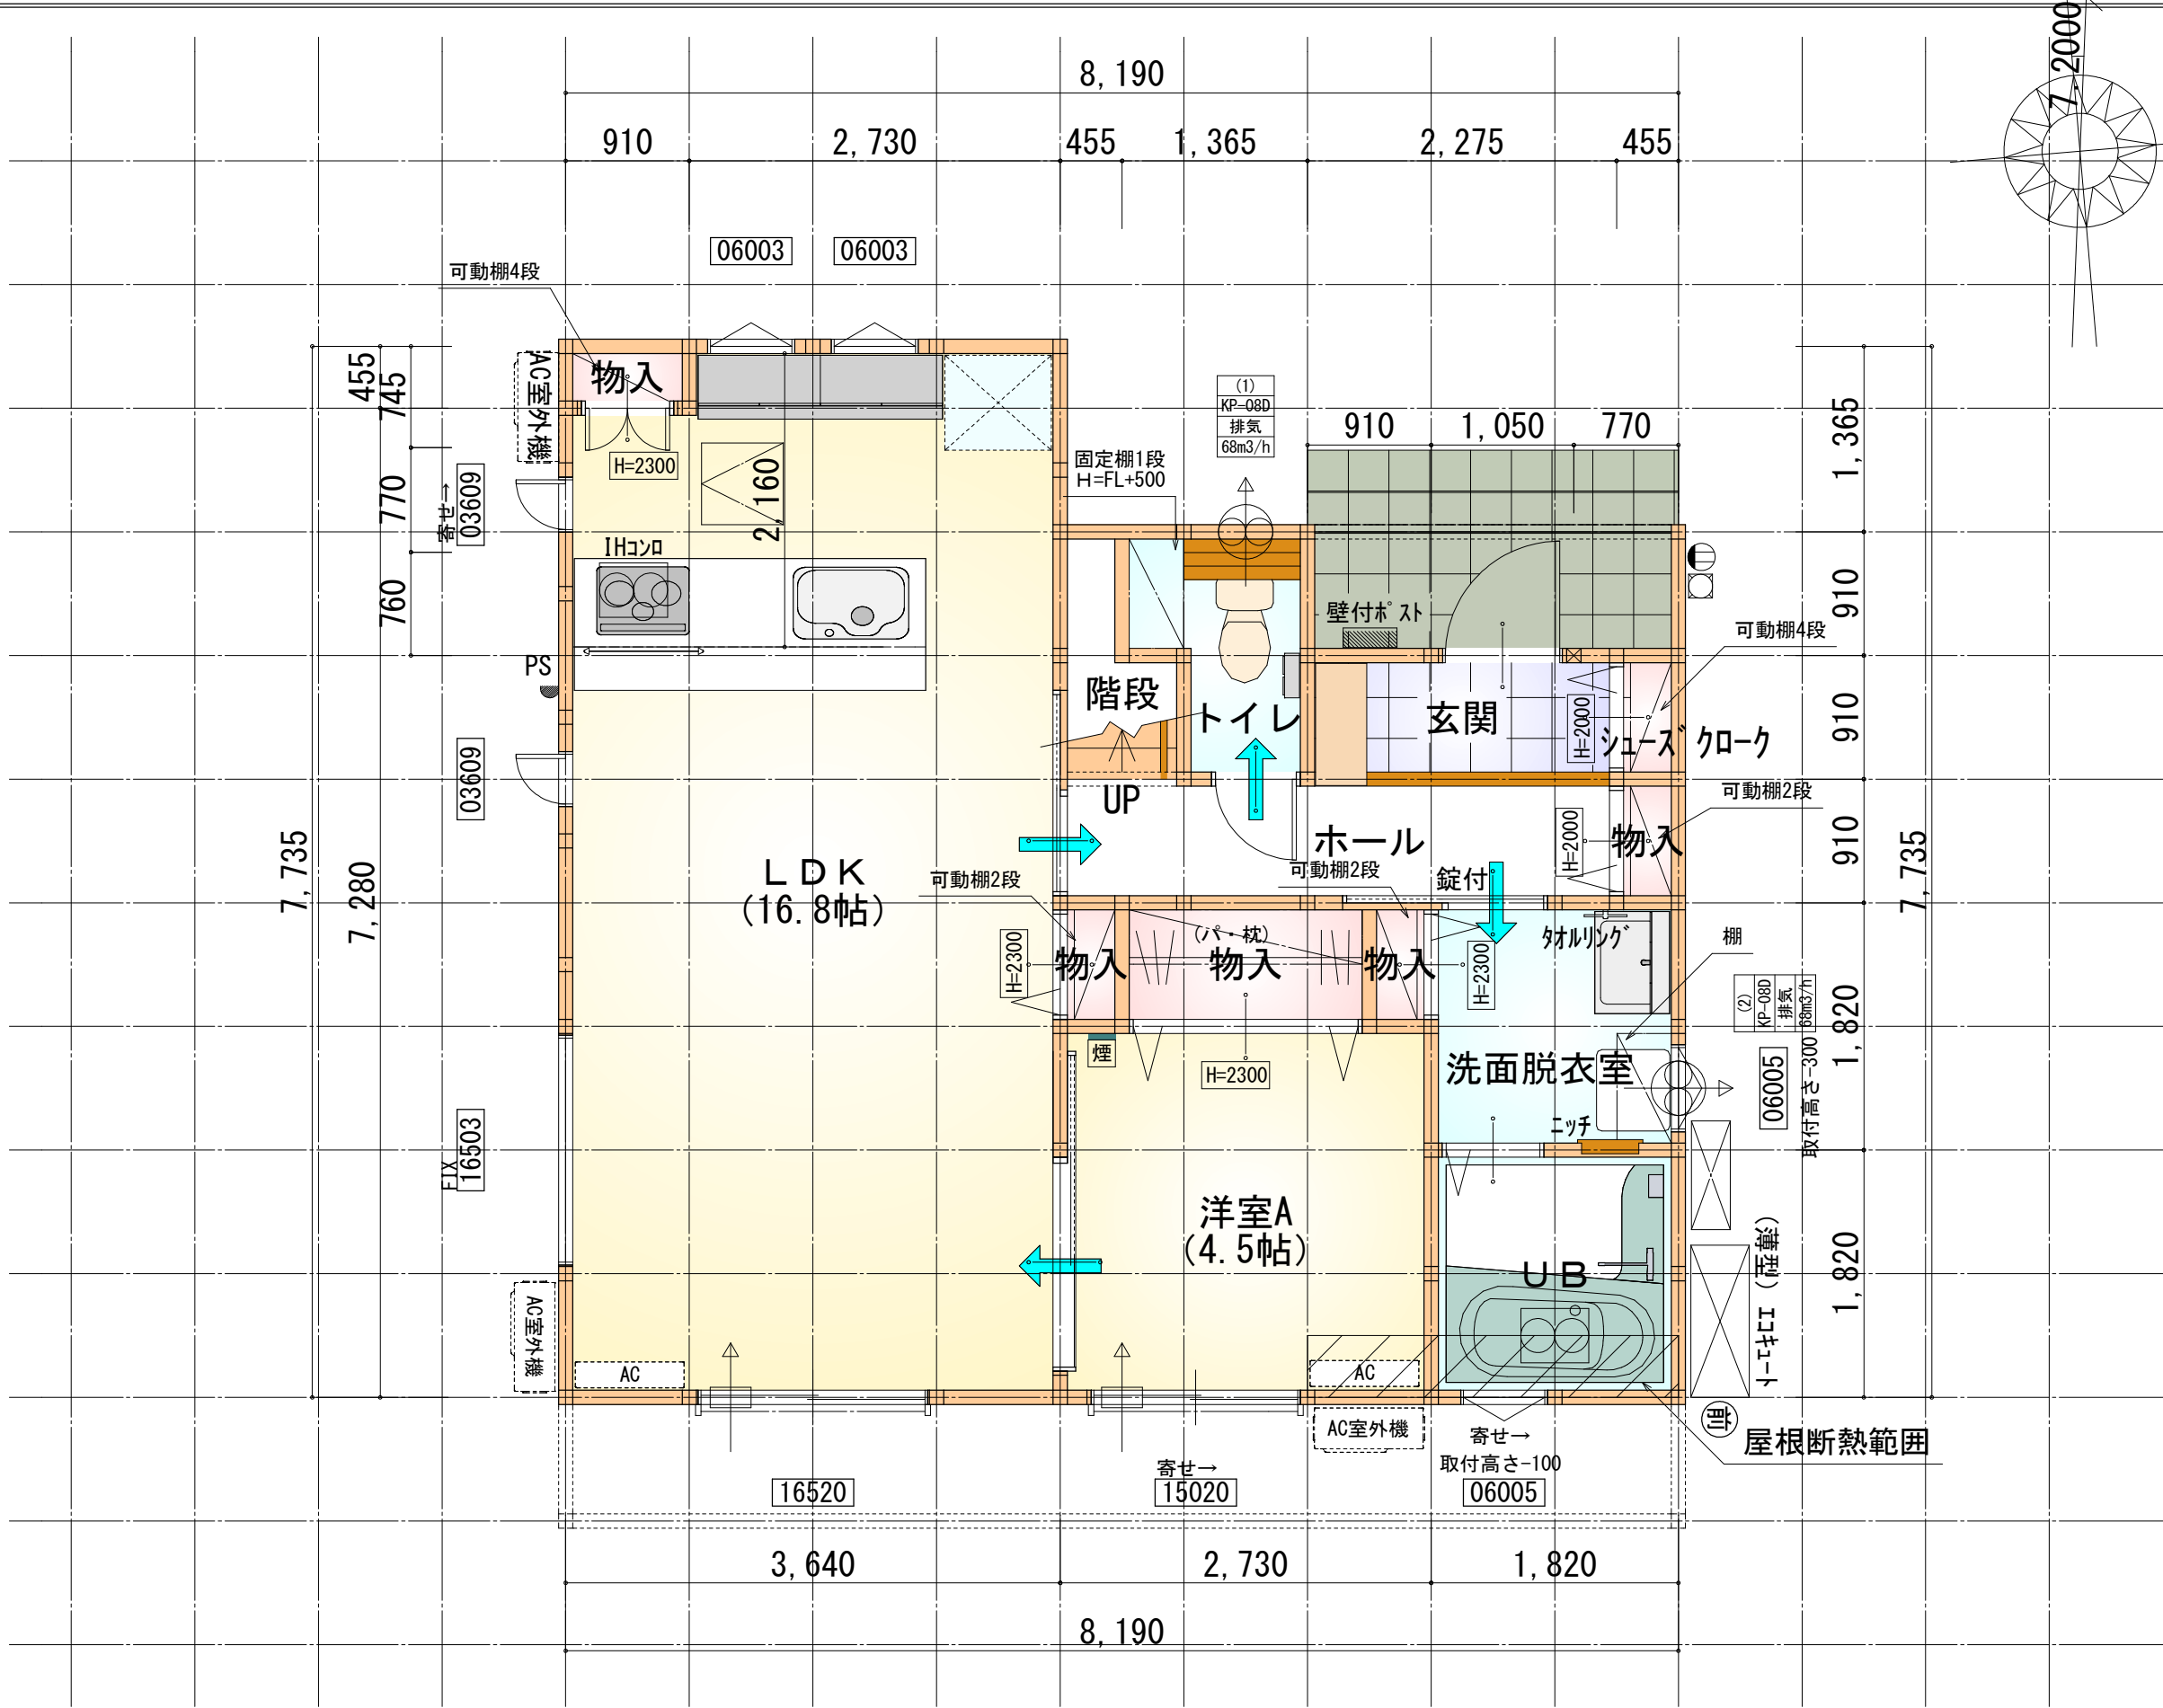 7,2000
8,190
910
2,730
455
1,365
2,275
455
06003
06003
可動棚4段
AC室外機
物入
H=2300
2,160
(1)
KP-08D
排気
68m3/h
固定棚1段
H=FL+500
910
1,050
770
455
745
770
760
7,735
7,280
寄せ→
03609
IHコンロ
PS
03609
壁付ポスト
階段
トイレ
玄関
H=2000
シューズクローク
可動棚4段
可動棚2段
UP
ホール
H=2000
物入
LDK
(16.8帖)
可動棚2段
可動棚2段
錠付
H=2300
物入
(パ・枕)
物入
物入
H=2300
タオルリング
棚
(2)
KP-08D
排気
68m3/h
06005
取付高さ-300
煙
H=2300
洗面脱衣室
ニッチ
FIX
16503
洋室A
(4.5帖)
UB
エコキュート(薄型)
AC室外機
AC
AC
AC室外機
前
屋根断熱範囲
寄せ→
取付高さ-100
06005
16520
寄せ→
15020
1,365
910
910
910
1,820
1,820
7,735
3,640
2,730
1,820
8,190